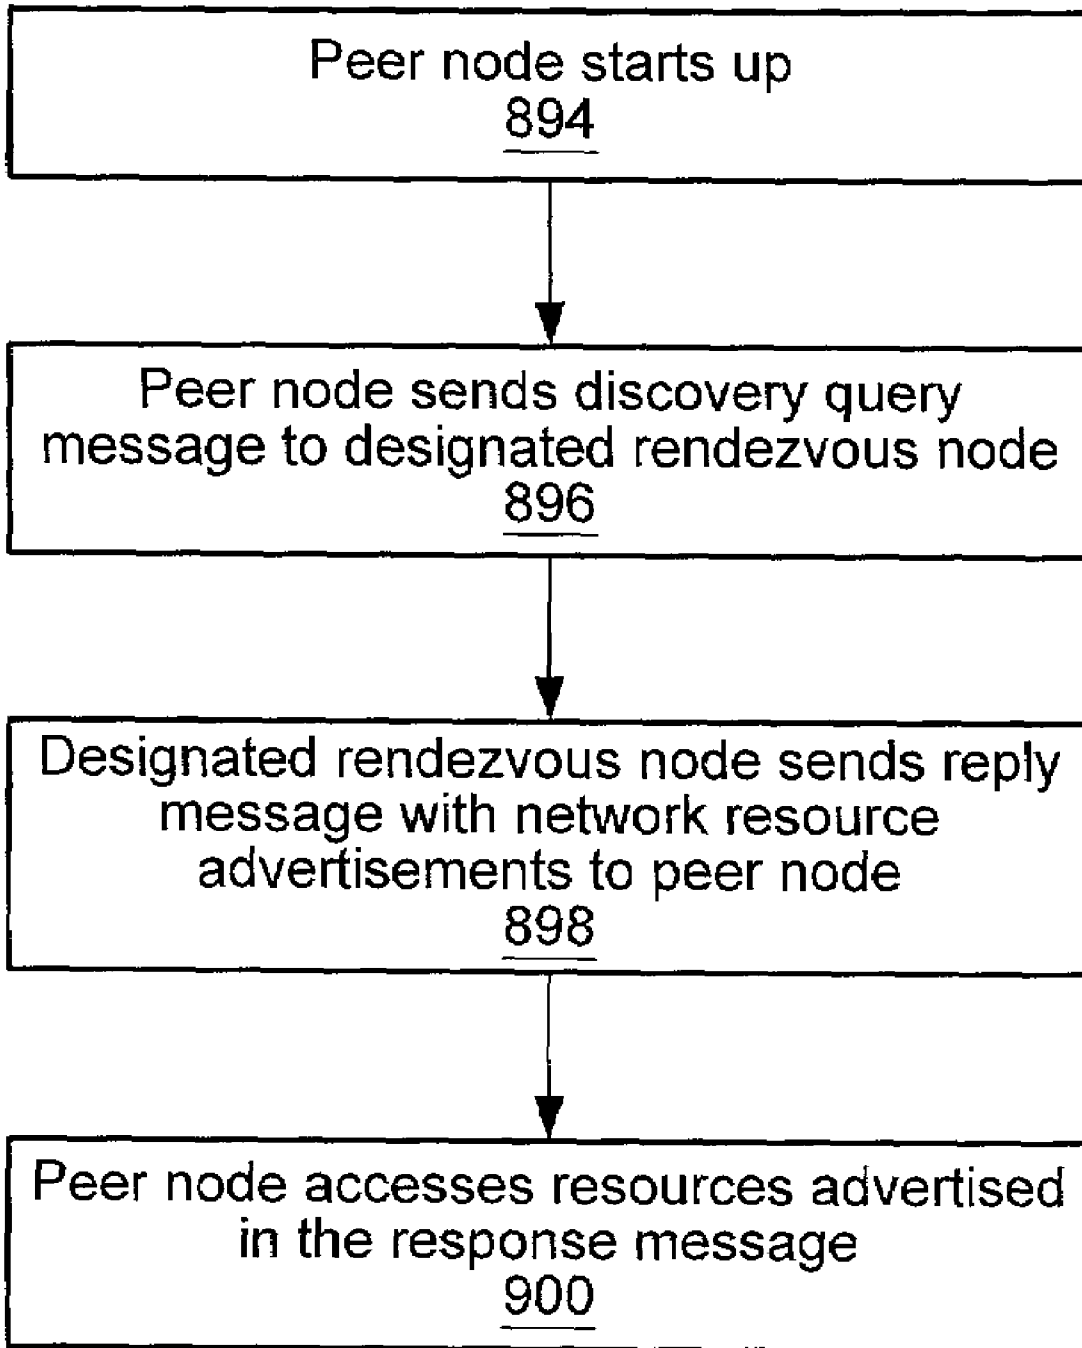 Peer node starts up
894
Peer node sends discovery query
message to designated rendezvous node
896
Designated rendezvous node sends reply
message with network resource
advertisements to peer node
898
Peer node accesses resources advertised
in the response message
900